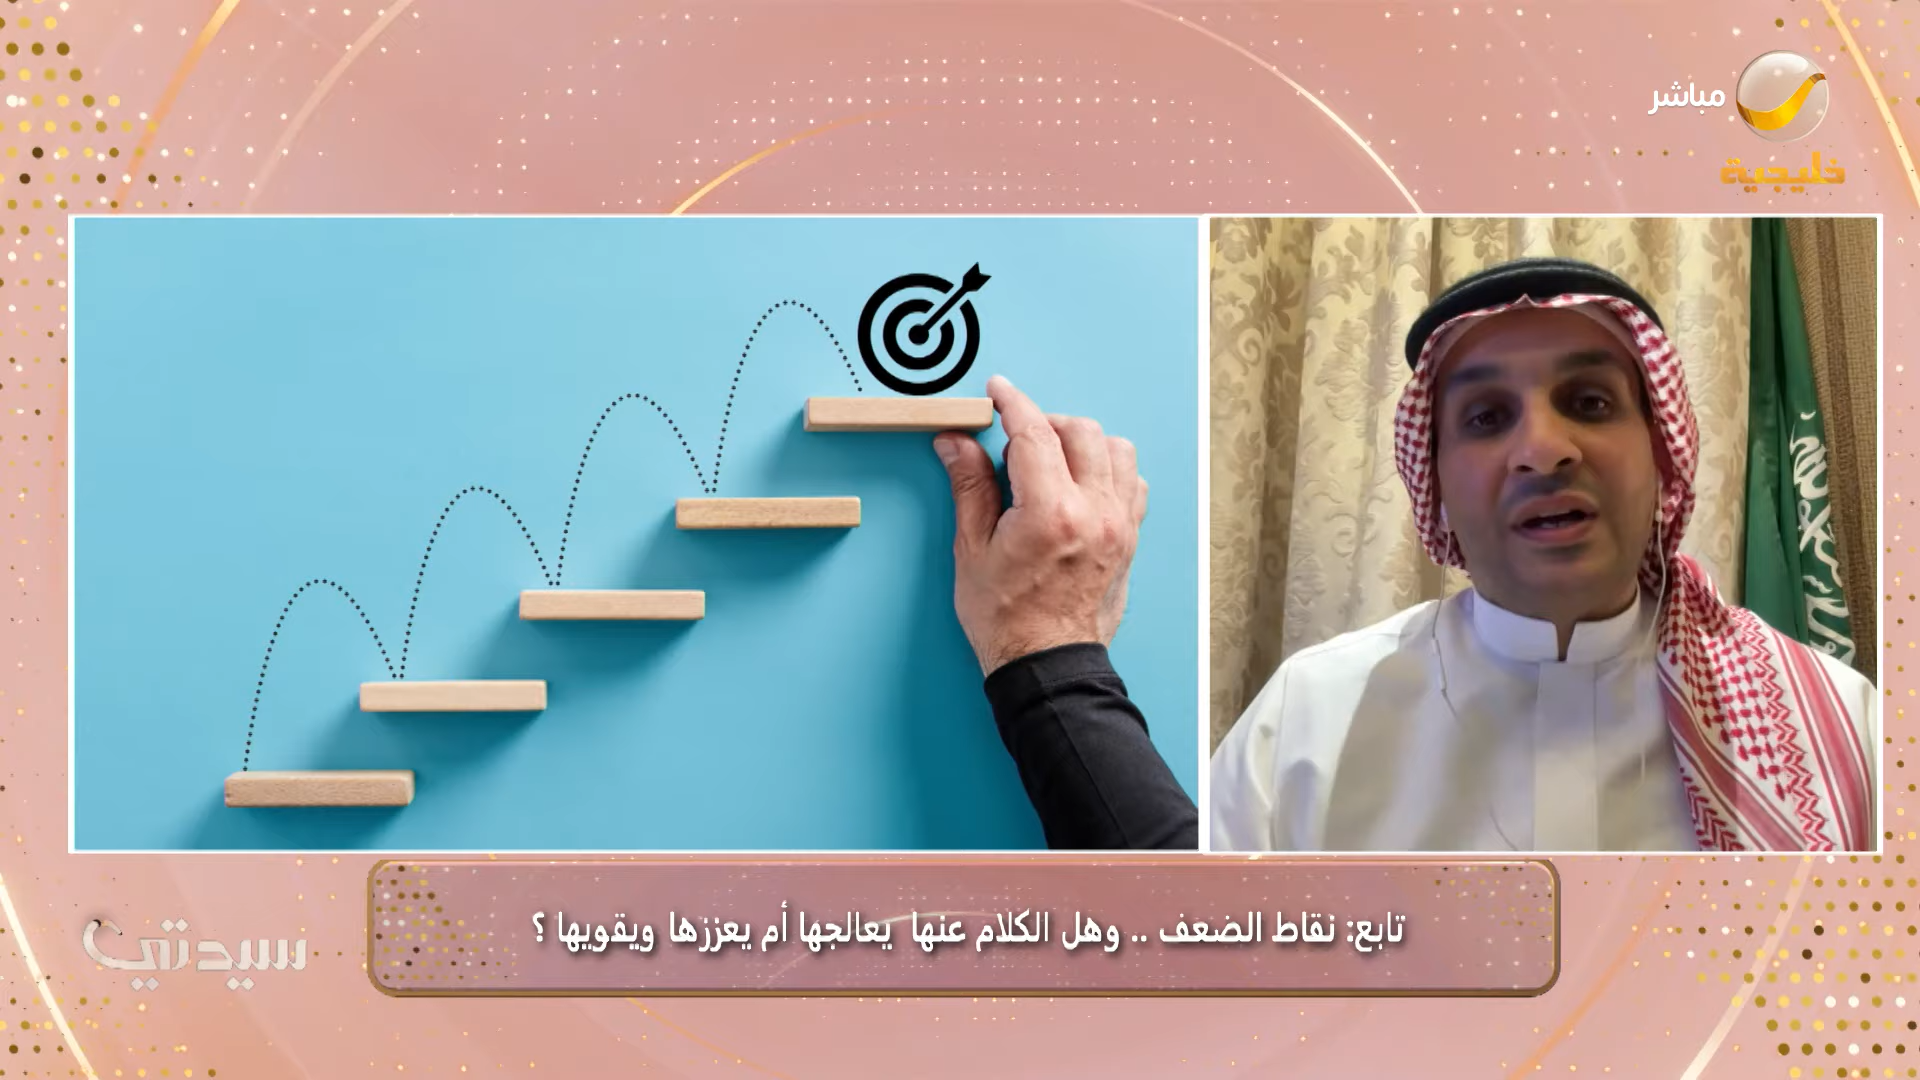 مباشر
خليجية
تابع: نقاط الضعف .. وهل الكلام عنها يعالجها أم يعززها ويقويها ؟
سيدتي